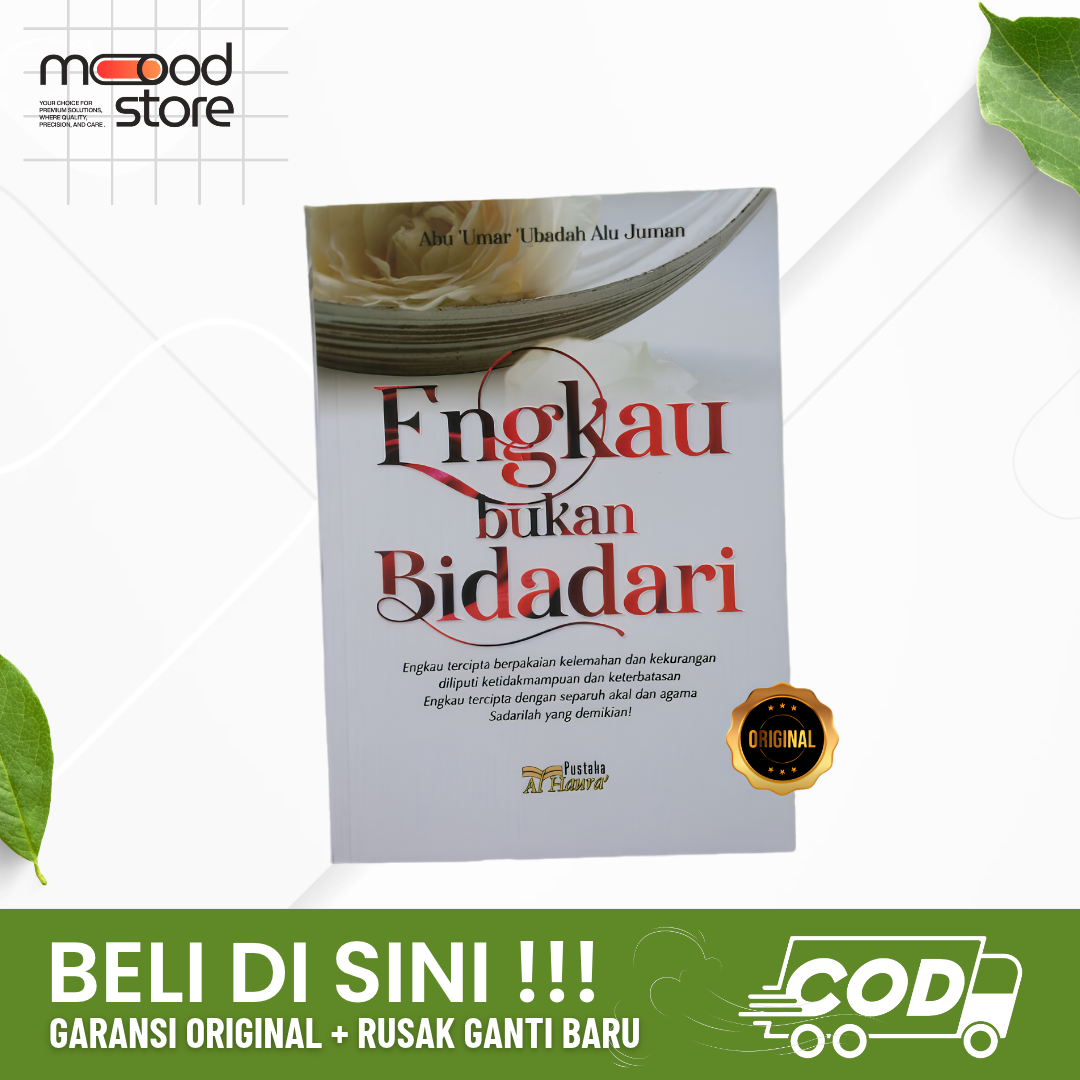 mood
store
YOUR CHOICE FOR
PREMIUM SOLUTIONS,
WHERE QUALITY,
PRECISION, AND CARE.
Abu 'Umar 'Ubadah Alu Juman
Engkau
bukan
Bidadari
Engkau tercipta berpakaian kelemahan dan kekurangan
diliputi ketidakmampuan dan keterbatasan
Engkau tercipta dengan separuh akal dan agama
Sadarilah yang demikian!
Pustaka
Al Haura'
ORIGINAL
BELI DI SINI !!!
GARANSI ORIGINAL + RUSAK GANTI BARU
COD